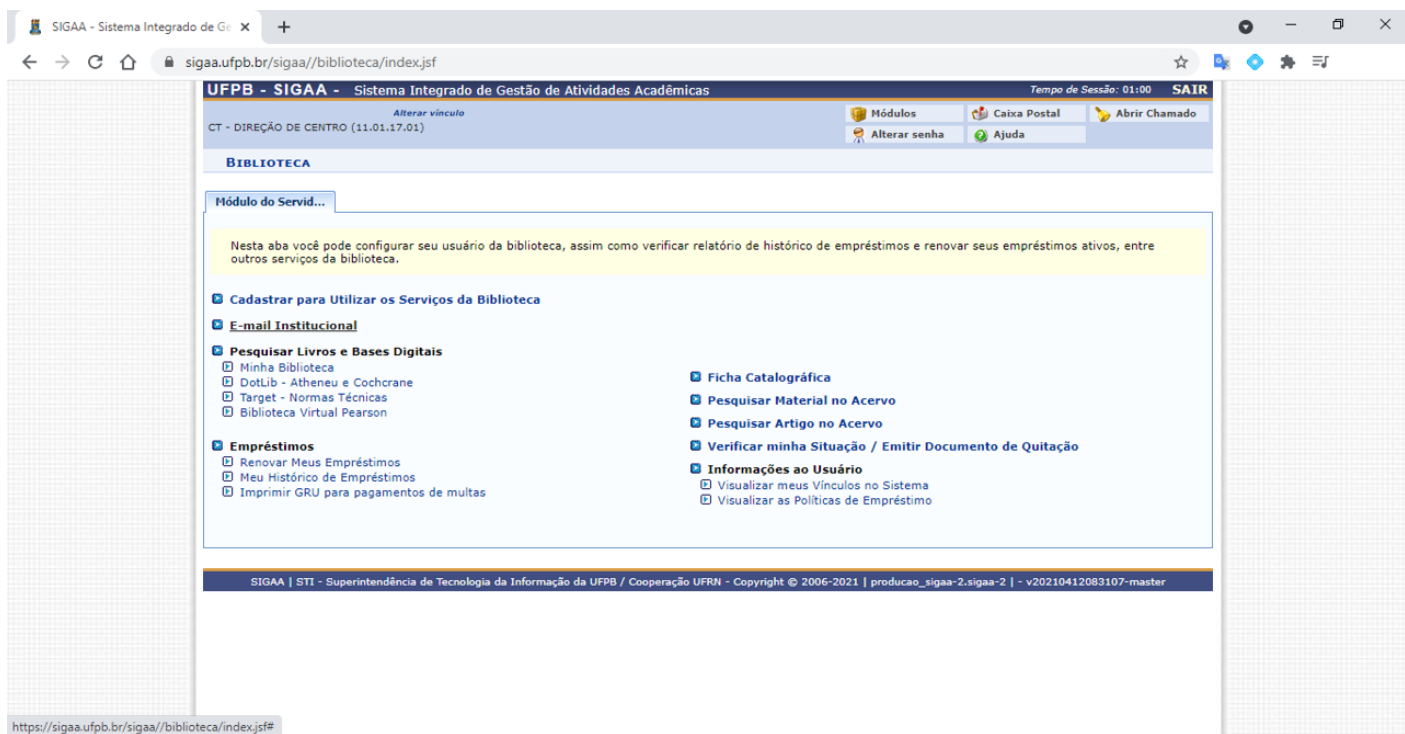 SIGAA - Sistema Integrado de Ge
sigaa.ufpb.br/sigaa//biblioteca/index.jsf
UFPB - SIGAA - Sistema Integrado de Gestão de Atividades Acadêmicas
Tempo de Sessão: 01:00 SAIR
Alterar vínculo
CT - DIREÇÃO DE CENTRO (11.01.17.01)
Módulos Caixa Postal Abrir Chamado
Alterar senha Ajuda
BIBLIOTECA
Módulo do Servid...
Nesta aba você pode configurar seu usuário da biblioteca, assim como verificar relatório de histórico de empréstimos e renovar seus empréstimos ativos, entre
outros serviços da biblioteca.
Cadastrar para Utilizar os Serviços da Biblioteca
E-mail Institucional
Pesquisar Livros e Bases Digitais
Minha Biblioteca
DotLib - Atheneu e Cochcrane
Target - Normas Técnicas
Biblioteca Virtual Pearson
Empréstimos
Renovar Meus Empréstimos
Meu Histórico de Empréstimos
Imprimir GRU para pagamentos de multas
Ficha Catalográfica
Pesquisar Material no Acervo
Pesquisar Artigo no Acervo
Verificar minha Situação / Emitir Documento de Quitação
Informações ao Usuário
Visualizar meus Vínculos no Sistema
Visualizar as Políticas de Empréstimo
SIGAA | STI - Superintendência de Tecnologia da Informação da UFPB / Cooperação UFRN - Copyright © 2006-2021 | producao_sigaa-2.sigaa-2 | - v20210412083107-master
https://sigaa.ufpb.br/sigaa//biblioteca/index.jsf#